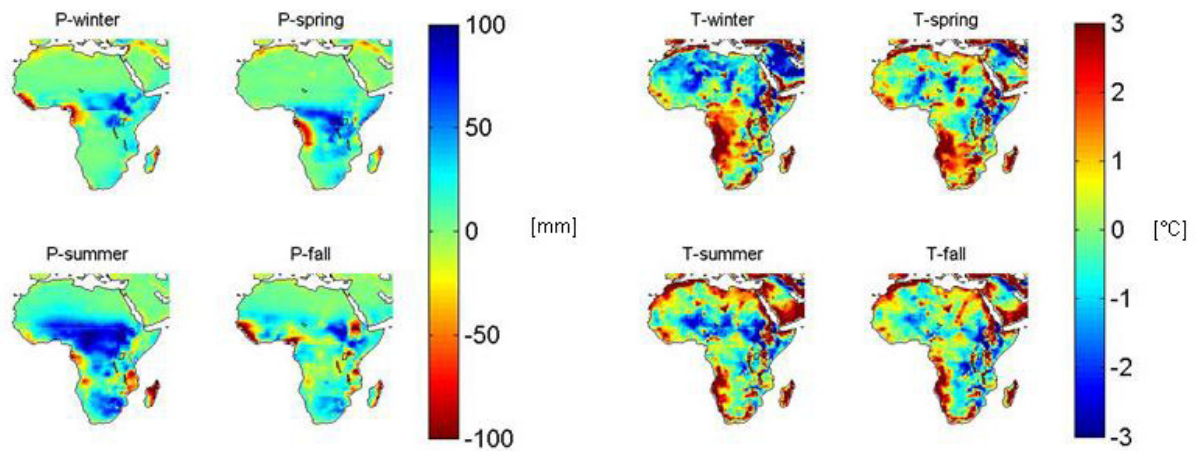 P-winter
P-spring
P-summer
P-fall
100
50
0
-50
-100
[mm]
T-winter
T-spring
T-summer
T-fall
3
2
1
0
-1
-2
-3
[°C]